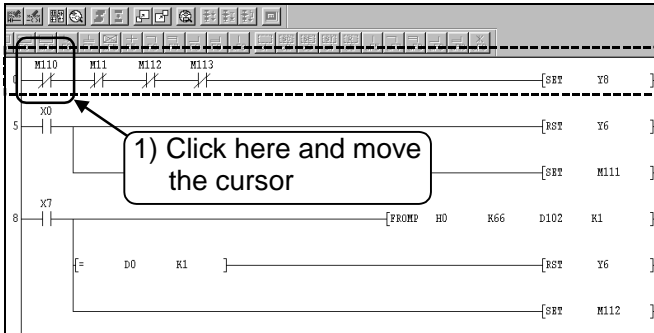 M110 M11 M112 M113
0 SET Y8
X0
5 RST Y6
1) Click here and move
the cursor
SET M111
X7
8 FROMP H0 K66 D102 K1
= D0 K1 RST Y6
SET M112